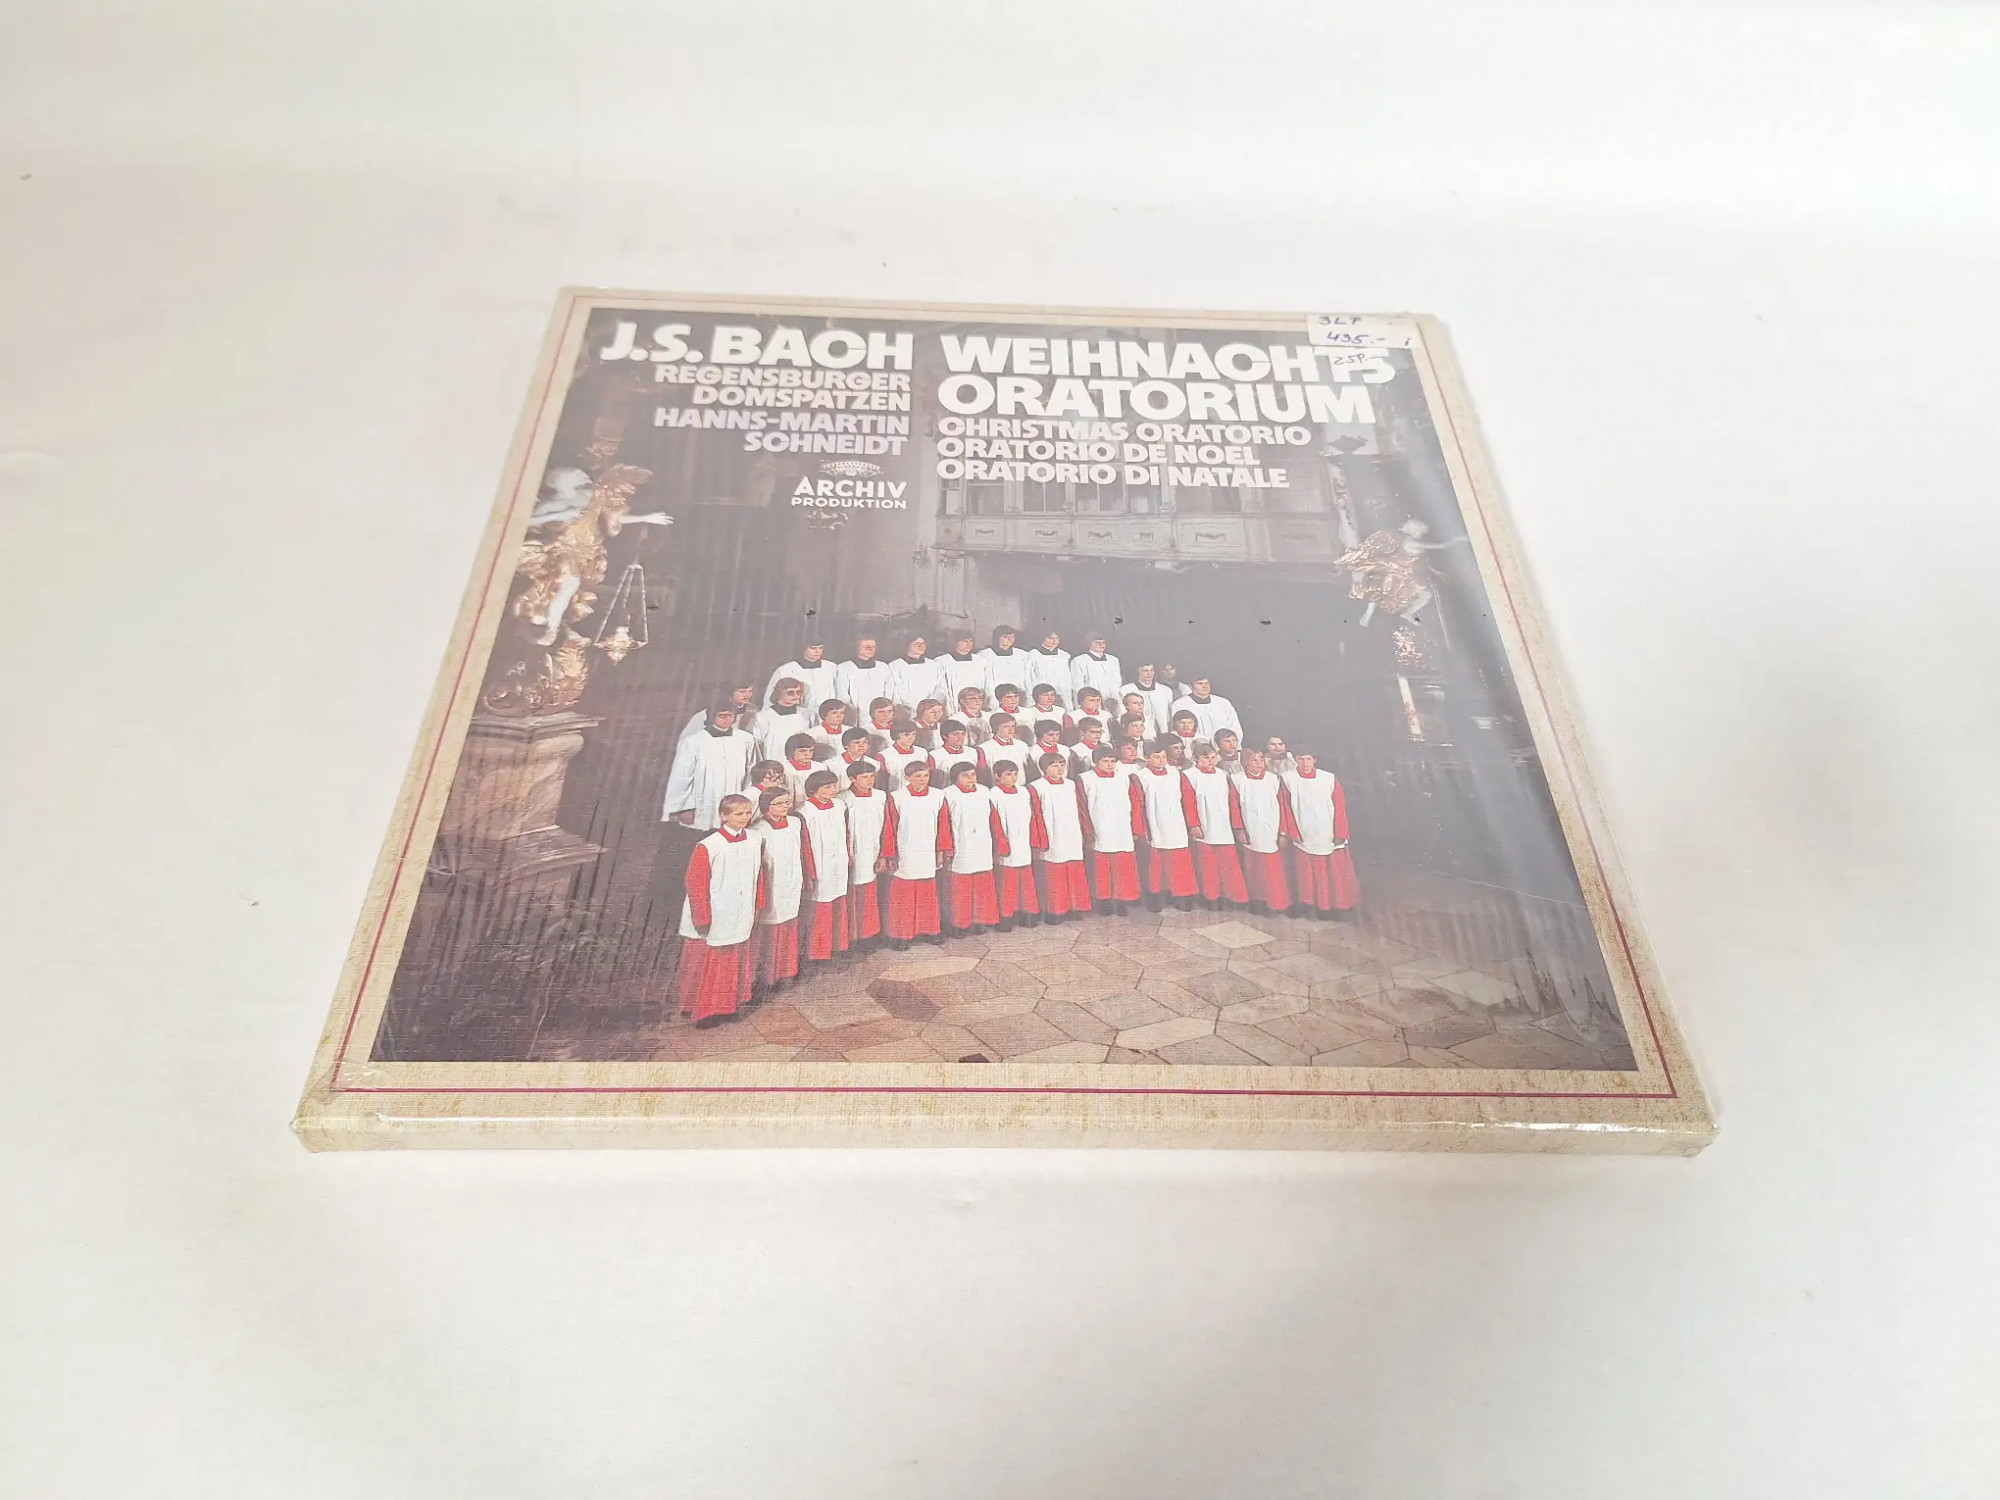 J.S. BACH
REGENSBURGER
DOMSPATZEN
HANNS-MARTIN
SCHNEIDT
ARCHIV
PRODUKTION
WEIHNACHTS
ORATORIUM
CHRISTMAS ORATORIO
ORATORIO DE NOEL
ORATORIO DI NATALE
3LP
495.-
259.-